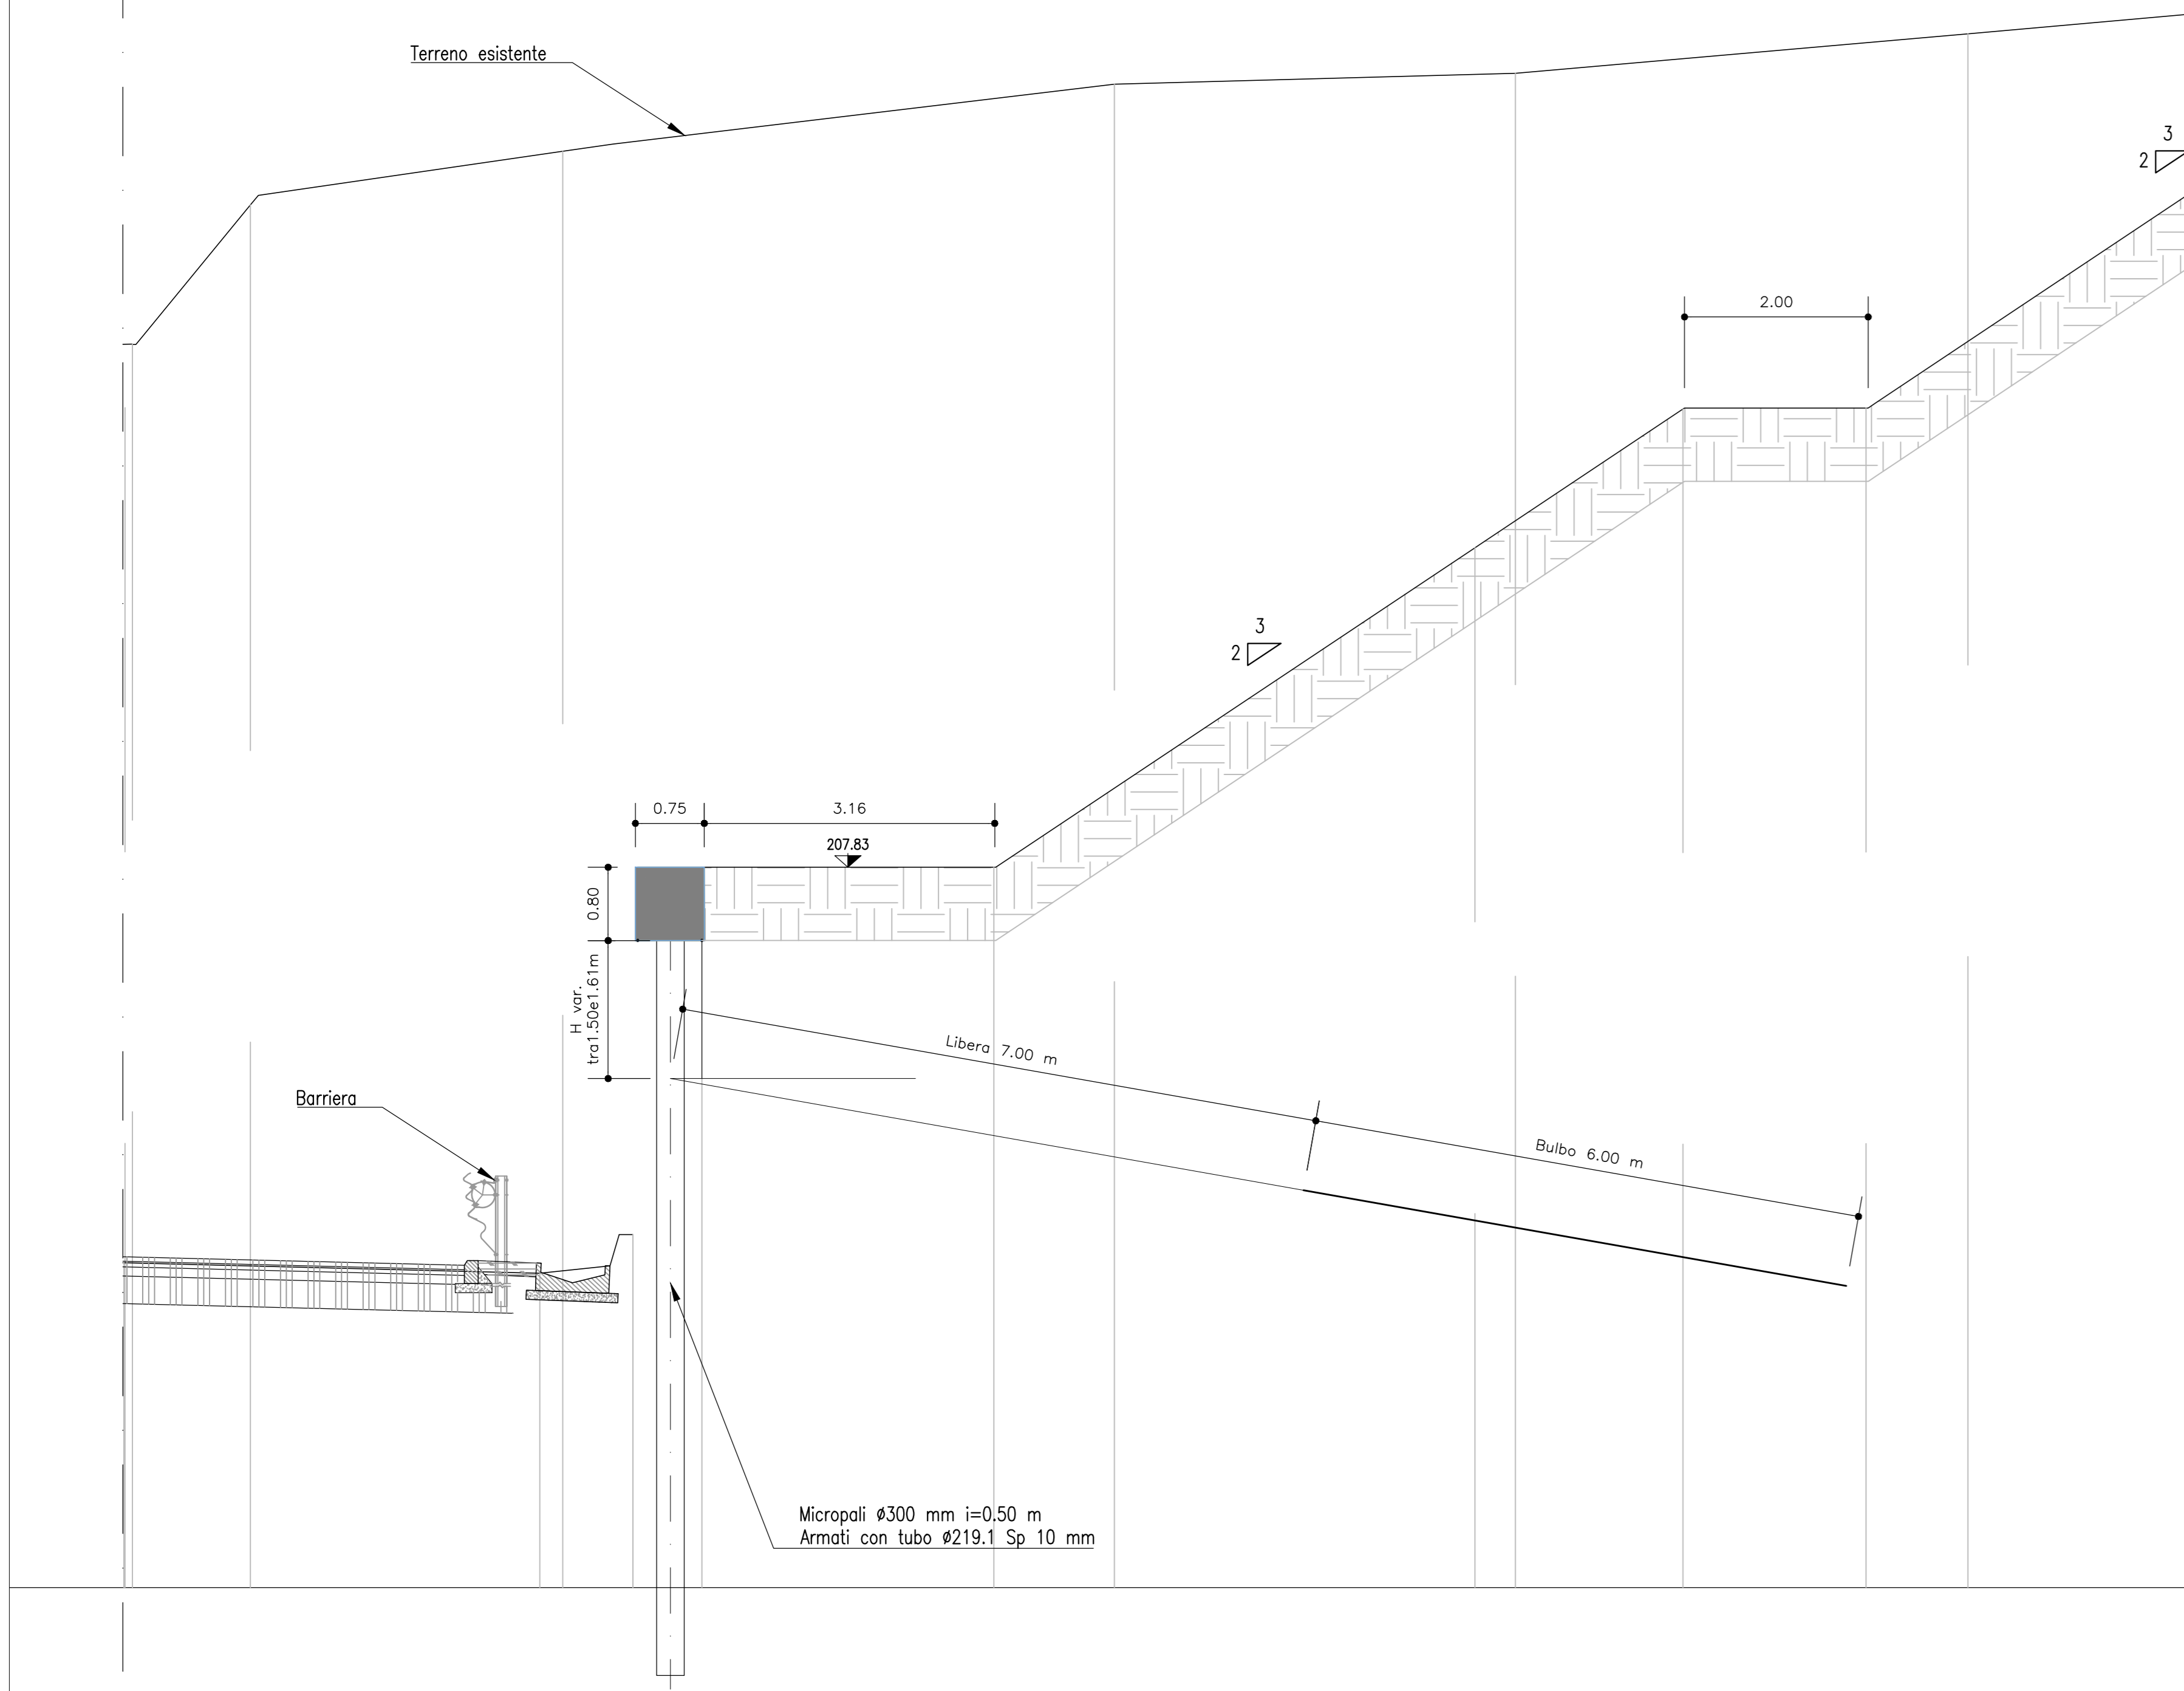 Terreno esistente
3
2
2.00
3
2
0.75
3.16
207.83
0.80
H var.
tra1.50e1.61m
Libera 7.00 m
Barriera
Bulbo 6.00 m
Micropali ø300 mm i=0.50 m
Armati con tubo ø219.1 Sp 10 mm